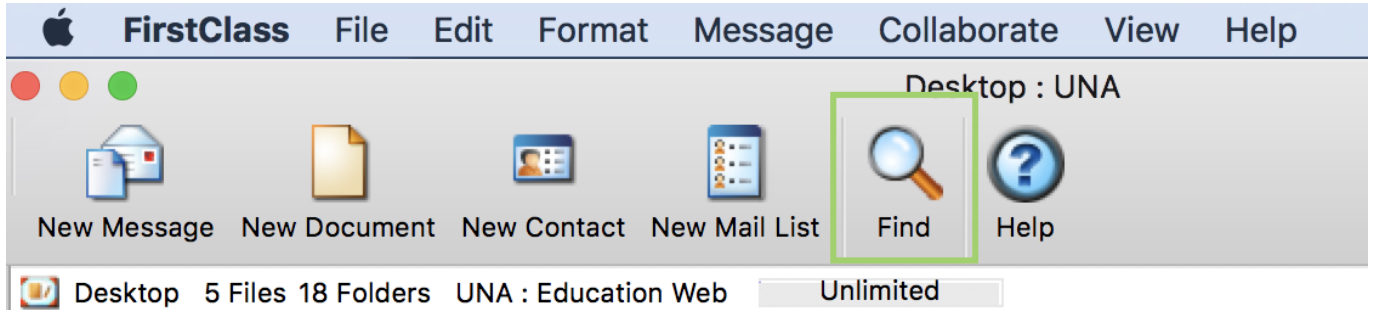 FirstClass File Edit Format Message Collaborate View Help
Desktop : UNA
New Message New Document New Contact New Mail List Find Help
Desktop 5 Files 18 Folders UNA : Education Web Unlimited